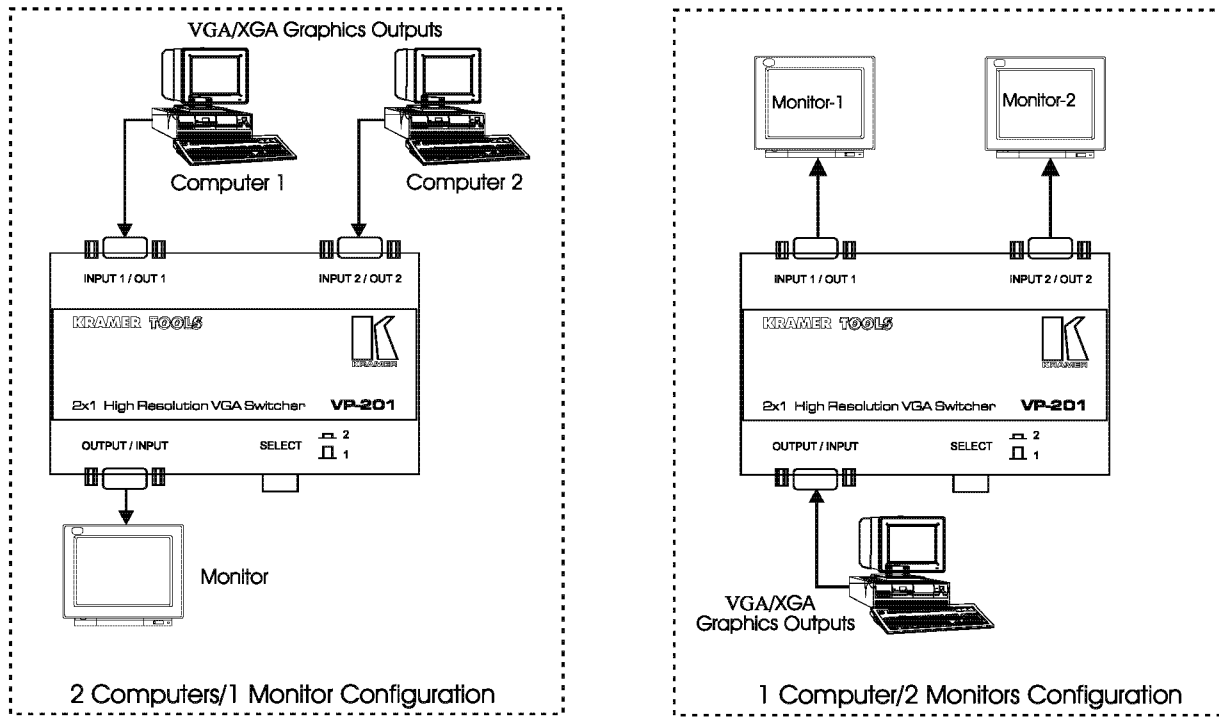 VGA/XGA Graphics Outputs
Computer 1
Computer 2
INPUT 1 / OUT 1
INPUT 2 / OUT 2
KRAMER TOOLS
KRAMER
2x1 High Resolution VGA Switcher
VP-201
OUTPUT / INPUT
SELECT
2
1
Monitor
2 Computers/1 Monitor Configuration
Monitor-1
Monitor-2
INPUT 1 / OUT 1
INPUT 2 / OUT 2
KRAMER TOOLS
KRAMER
2x1 High Resolution VGA Switcher
VP-201
OUTPUT / INPUT
SELECT
2
1
VGA/XGA
Graphics Outputs
1 Computer/2 Monitors Configuration